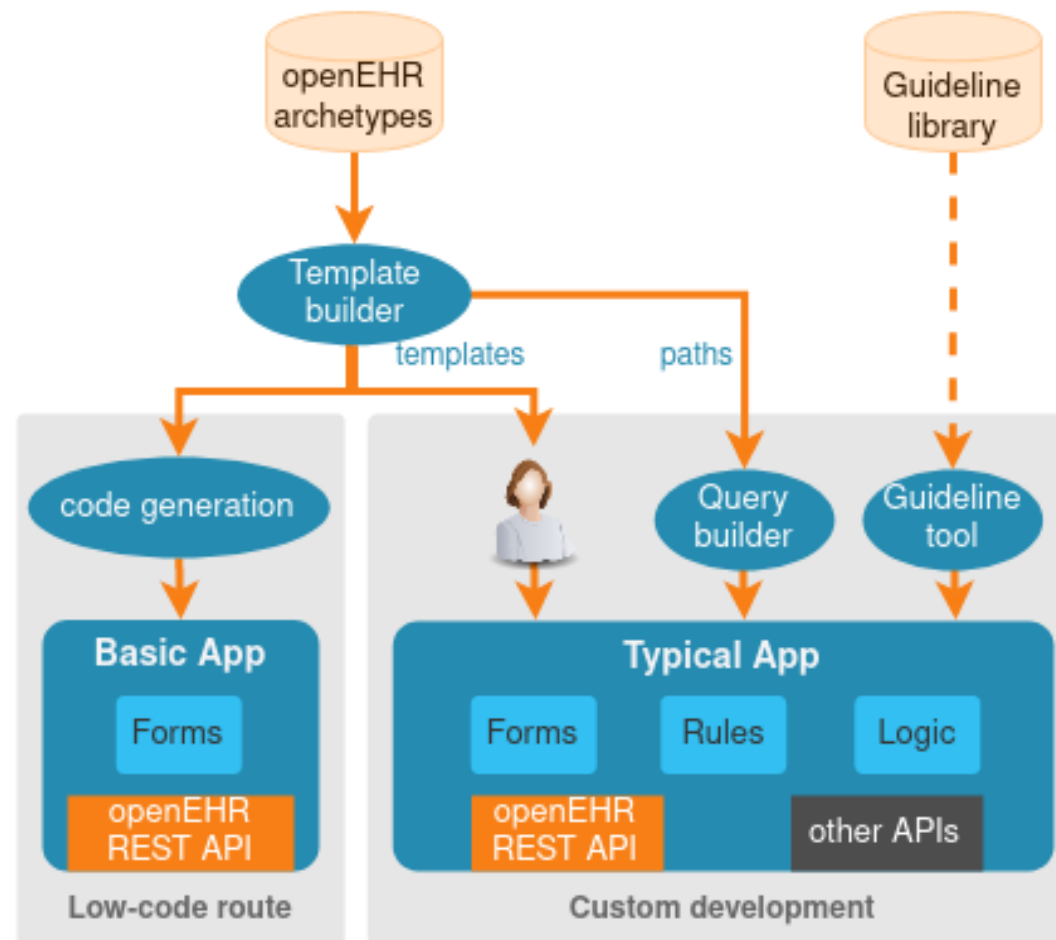 openEHR
archetypes
Guideline
library
Template
builder
templates
paths
code generation
Query
builder
Guideline
tool
Basic App
Forms
openEHR
REST API
Typical App
Forms
Rules
Logic
openEHR
REST API
other APIs
Low-code route
Custom development